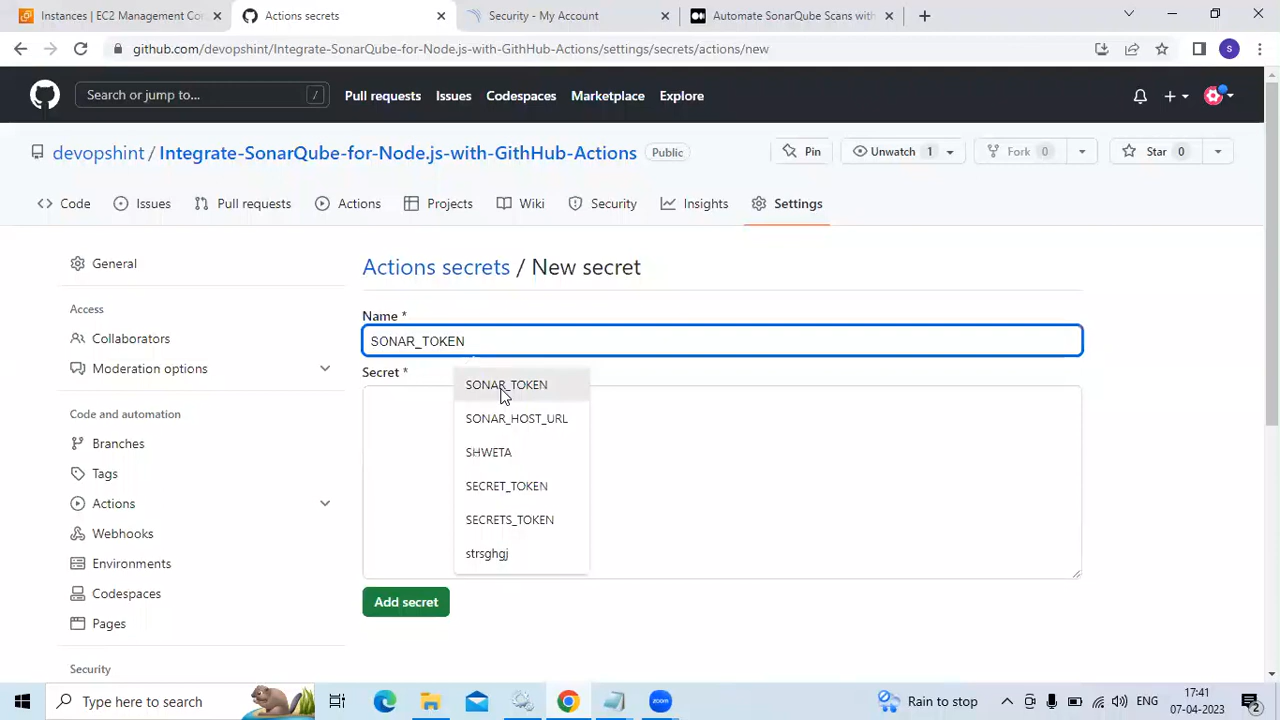 Instances | EC2 Management Con
Actions secrets
Security - My Account
Automate SonarQube Scans with
github.com/devopshint/Integrate-SonarQube-for-Node.js-with-GithHub-Actions/settings/secrets/actions/new
S
Search or jump to...
/
Pull requests
Issues
Codespaces
Marketplace
Explore
devopshint / Integrate-SonarQube-for-Node.js-with-GithHub-Actions
Public
Pin
Unwatch 1
Fork 0
Star 0
Code
Issues
Pull requests
Actions
Projects
Wiki
Security
Insights
Settings
General
Access
Collaborators
Moderation options
Code and automation
Branches
Tags
Actions
Webhooks
Environments
Codespaces
Pages
Security
Actions secrets / New secret
Name *
SONAR_TOKEN
Secret *
SONAR_TOKEN
SONAR_HOST_URL
SHWETA
SECRET_TOKEN
SECRETS_TOKEN
strsghgj
Add secret
Type here to search
zoom
Rain to stop
ENG
17:41
07-04-2023
2